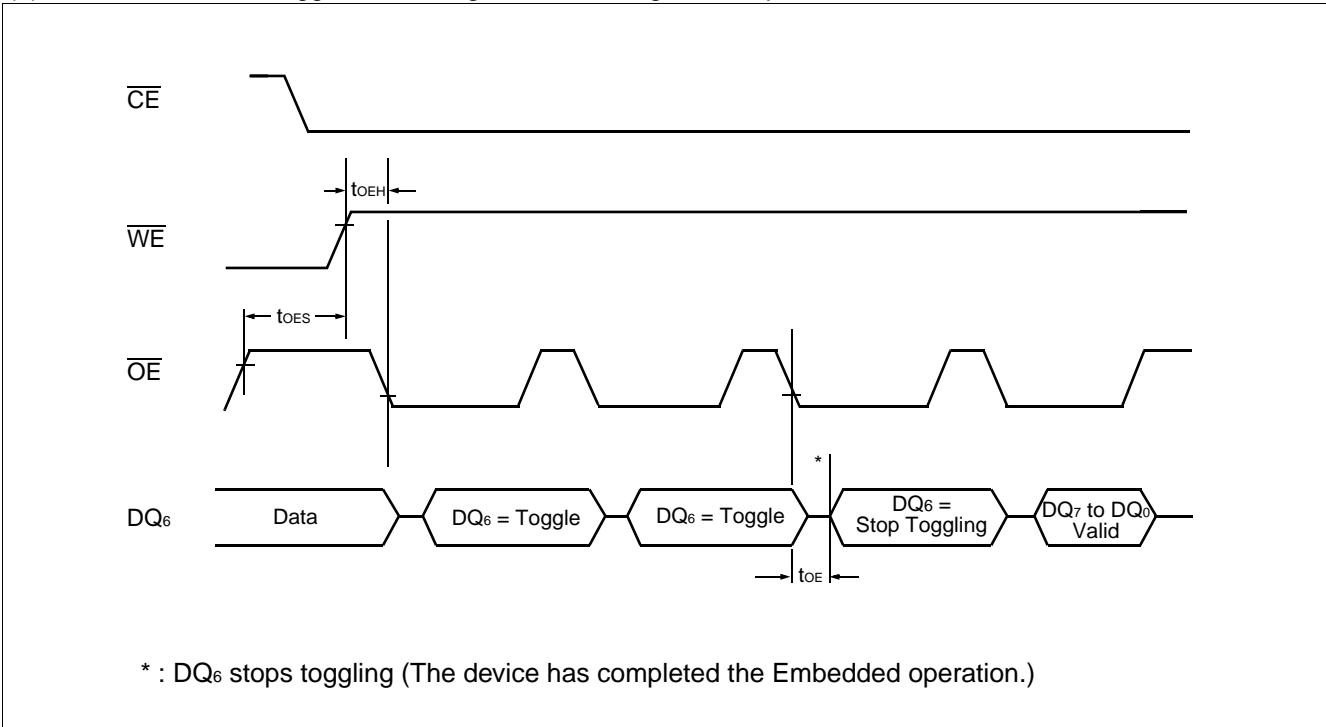 CE
tOEH
WE
tOES
OE
*
DQ6
Data
DQ6 = Toggle
DQ6 = Toggle
DQ6 =
Stop Toggling
DQ7 to DQ0
Valid
tOE
* : DQ6 stops toggling (The device has completed the Embedded operation.)